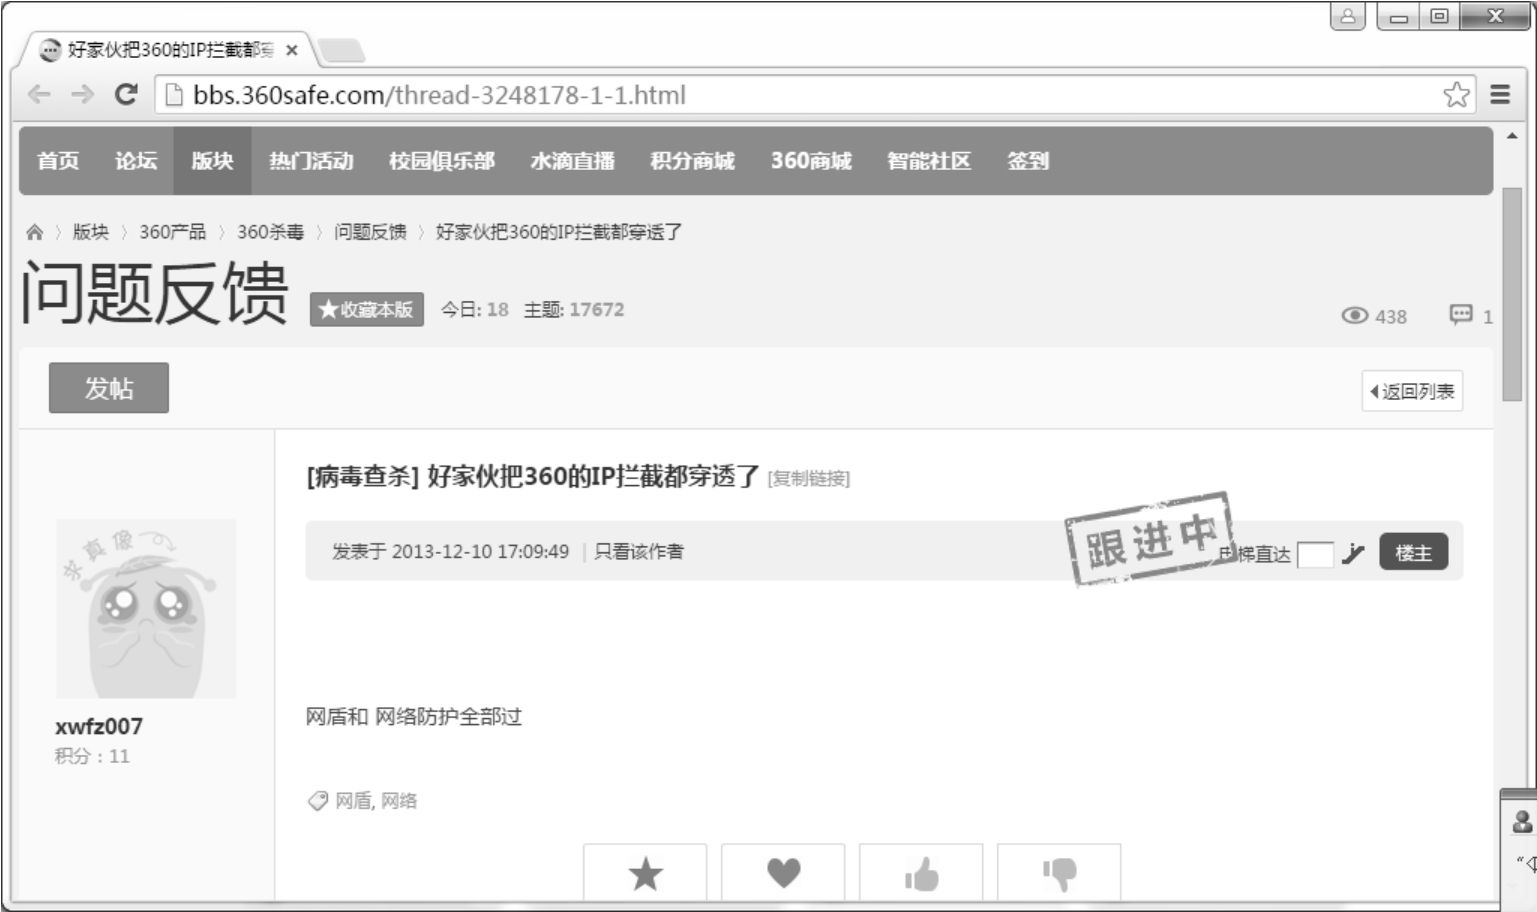 好家伙把360的IP拦截都穿
bbs.360safe.com/thread-3248178-1-1.html
首页 论坛 版块 热门活动 校园俱乐部 水滴直播 积分商城 360商城 智能社区 签到
版块 〉 360产品 〉 360杀毒 〉 问题反馈 〉 好家伙把360的IP拦截都穿透了
问题反馈 ★收藏本版 今日: 18 主题: 17672
438 1
发帖
返回列表
[病毒查杀] 好家伙把360的IP拦截都穿透了 [复制链接]
跟进中
发表于 2013-12-10 17:09:49 | 只看该作者
电梯直达
楼主
求真像
xwfz007
积分：11
网盾和 网络防护全部过
网盾, 网络